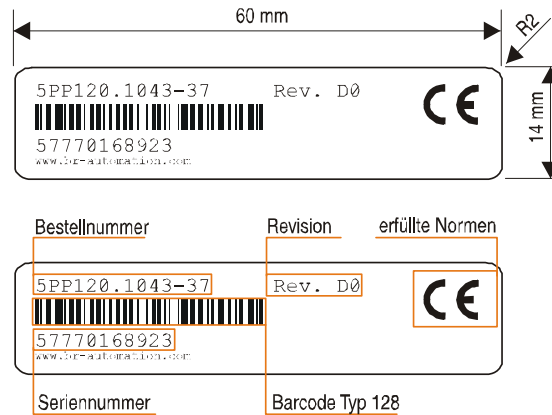 60 mm
R2
5PP120.1043-37 Rev. D0 CE
14 mm
57770168923
www.br-automation.com
Bestellnummer Revision erfüllte Normen
5PP120.1043-37 Rev. D0 CE
57770168923
www.br-automation.com
Seriennummer Barcode Typ 128